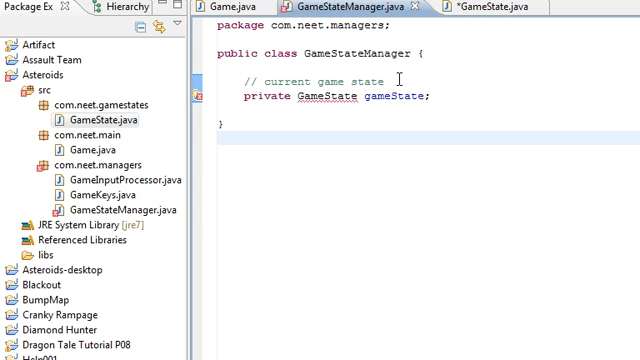 Package Ex
Hierarchy
Game.java
GameStateManager.java
*GameState.java
Artifact
Assault Team
Asteroids
src
com.neet.gamestates
GameState.java
com.neet.main
Game.java
com.neet.managers
GameInputProcessor.java
GameKeys.java
GameStateManager.java
JRE System Library [jre7]
Referenced Libraries
libs
Asteroids-desktop
Blackout
BumpMap
Cranky Rampage
Diamond Hunter
Dragon Tale Tutorial P08
Help001
package com.neet.managers;
public class GameStateManager {
// current game state
private GameState gameState;
}